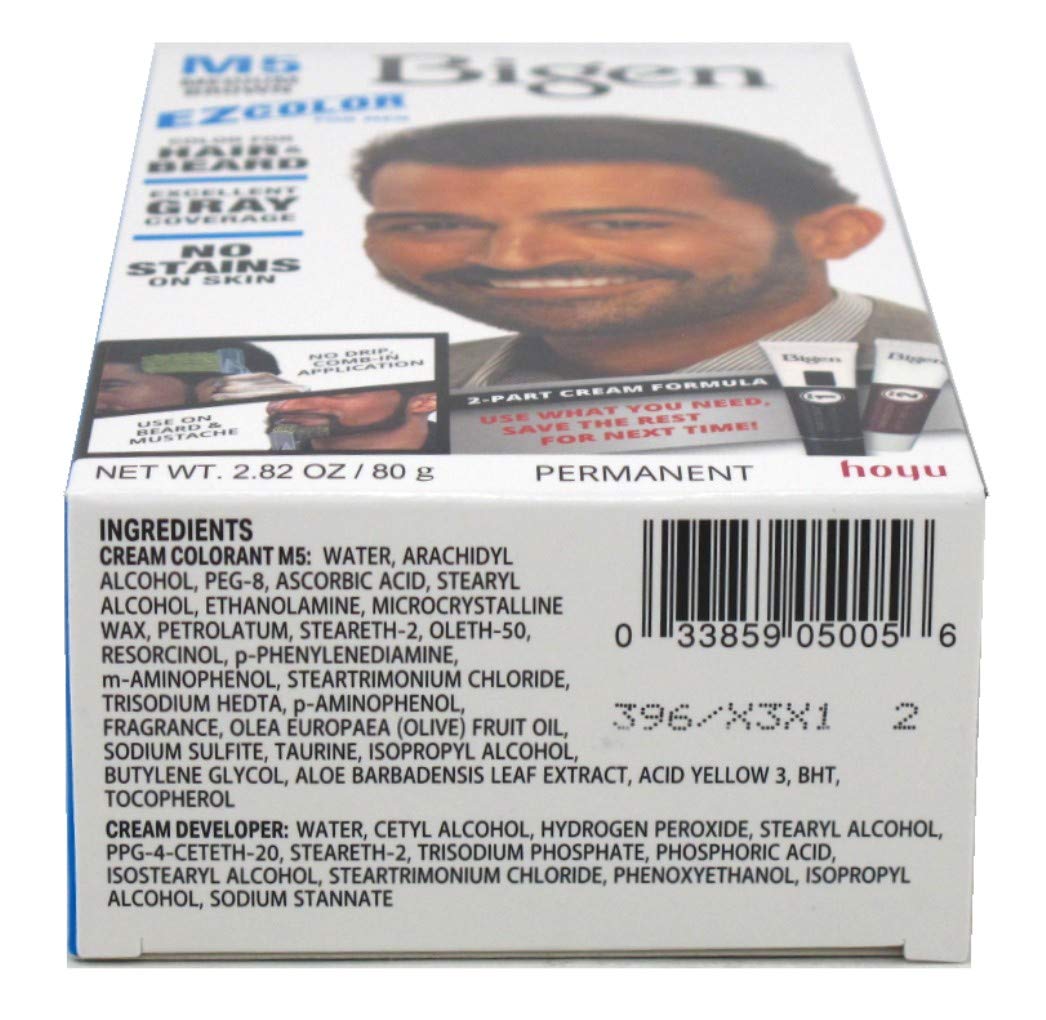 M5
Bigen
MEDIUM
BROWN
EZCOLOR
FOR MEN
COLOR FOR
HAIR &
BEARD
EXCELLENT
GRAY
COVERAGE
NO
STAINS
ON SKIN
NO DRIP,
COMB-IN
APPLICATION
USE ON
BEARD &
MUSTACHE
Bigen
Bigen
1
2
2-PART CREAM FORMULA
USE WHAT YOU NEED,
SAVE THE REST
FOR NEXT TIME!
NET WT. 2.82 OZ / 80 g
PERMANENT
hoyu
INGREDIENTS
CREAM COLORANT M5: WATER, ARACHIDYL
ALCOHOL, PEG-8, ASCORBIC ACID, STEARYL
ALCOHOL, ETHANOLAMINE, MICROCRYSTALLINE
WAX, PETROLATUM, STEARETH-2, OLETH-50,
RESORCINOL, p-PHENYLENEDIAMINE,
m-AMINOPHENOL, STEARTRIMONIUM CHLORIDE,
TRISODIUM HEDTA, p-AMINOPHENOL,
FRAGRANCE, OLEA EUROPAEA (OLIVE) FRUIT OIL,
SODIUM SULFITE, TAURINE, ISOPROPYL ALCOHOL,
BUTYLENE GLYCOL, ALOE BARBADENSIS LEAF EXTRACT, ACID YELLOW 3, BHT,
TOCOPHEROL
CREAM DEVELOPER: WATER, CETYL ALCOHOL, HYDROGEN PEROXIDE, STEARYL ALCOHOL,
PPG-4-CETETH-20, STEARETH-2, TRISODIUM PHOSPHATE, PHOSPHORIC ACID,
ISOSTEARYL ALCOHOL, STEARTRIMONIUM CHLORIDE, PHENOXYETHANOL, ISOPROPYL
ALCOHOL, SODIUM STANNATE
0 33859 05005 6
396/X3X1 2